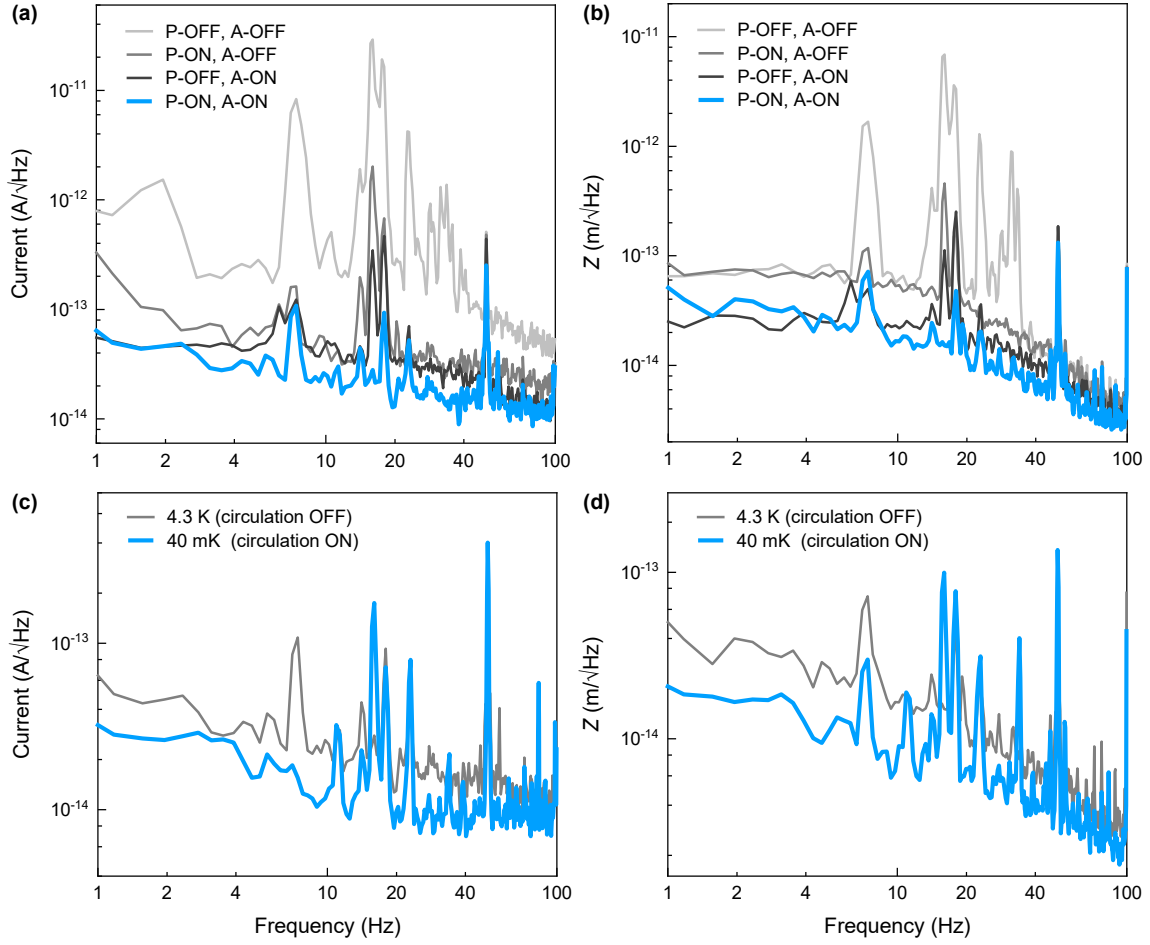 (a)
P-OFF, A-OFF
P-ON, A-OFF
P-OFF, A-ON
P-ON, A-ON
10⁻¹¹
10⁻¹²
10⁻¹³
10⁻¹⁴
Current (A/√Hz)
1 2 4 10 20 40 100
(b)
P-OFF, A-OFF
P-ON, A-OFF
P-OFF, A-ON
P-ON, A-ON
10⁻¹¹
10⁻¹²
10⁻¹³
10⁻¹⁴
Z (m/√Hz)
1 2 4 10 20 40 100
(c)
4.3 K (circulation OFF)
40 mK (circulation ON)
10⁻¹³
10⁻¹⁴
Current (A/√Hz)
1 2 4 10 20 40 100
Frequency (Hz)
(d)
4.3 K (circulation OFF)
40 mK (circulation ON)
10⁻¹³
10⁻¹⁴
Z (m/√Hz)
1 2 4 10 20 40 100
Frequency (Hz)